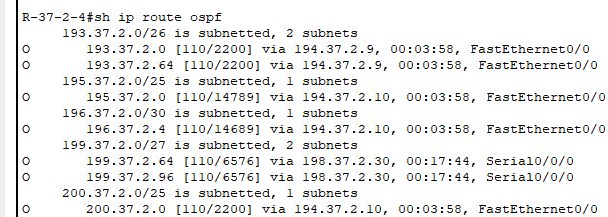 R-37-2-4#sh ip route ospf
193.37.2.0/26 is subnetted, 2 subnets
O 193.37.2.0 [110/2200] via 194.37.2.9, 00:03:58, FastEthernet0/0
O 193.37.2.64 [110/2200] via 194.37.2.9, 00:03:58, FastEthernet0/0
195.37.2.0/25 is subnetted, 1 subnets
O 195.37.2.0 [110/14789] via 194.37.2.10, 00:03:58, FastEthernet0/0
196.37.2.0/30 is subnetted, 1 subnets
O 196.37.2.4 [110/14689] via 194.37.2.10, 00:03:58, FastEthernet0/0
199.37.2.0/27 is subnetted, 2 subnets
O 199.37.2.64 [110/6576] via 198.37.2.30, 00:17:44, Serial0/0/0
O 199.37.2.96 [110/6576] via 198.37.2.30, 00:17:44, Serial0/0/0
200.37.2.0/25 is subnetted, 1 subnets
O 200.37.2.0 [110/2200] via 194.37.2.10, 00:03:58, FastEthernet0/0